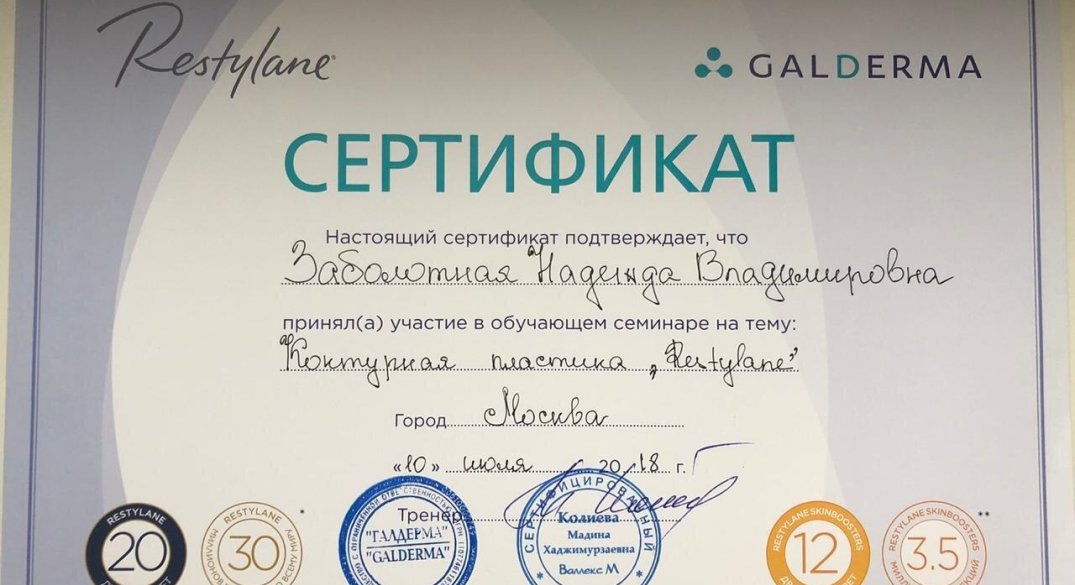 Restylane®
GALDERMA
СЕРТИФИКАТ
Настоящий сертификат подтверждает, что
Заболотная Надежда Владимировна
принял(а) участие в обучающем семинаре на тему:
Контурная пластика „Restylane”
Город Москва
«10» июля 2018 г.
Тренер
"ГАЛДЕРМА"
"GALDERMA"
СЕРТИФИЦИРОВАННЫЙ
Колиева
Мадина
Хаджимурзаевна
Валлекс М
RESTYLANE
20
RESTYLANE
30
*
RESTYLANE SKINBOOSTERS
12
RESTYLANE SKINBOOSTERS
3.5
**